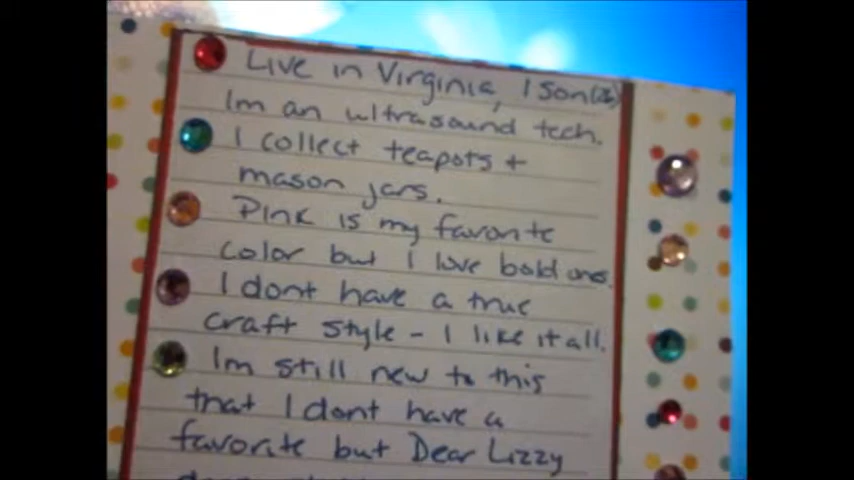 Live in Virginia, 1 son(26)
Im an ultrasound tech.
I collect teapots +
mason jars.
Pink is my favorite
color but I love bold ones.
I dont have a true
craft style - I like it all.
Im still new to this
that I dont have a
favorite but Dear Lizzy